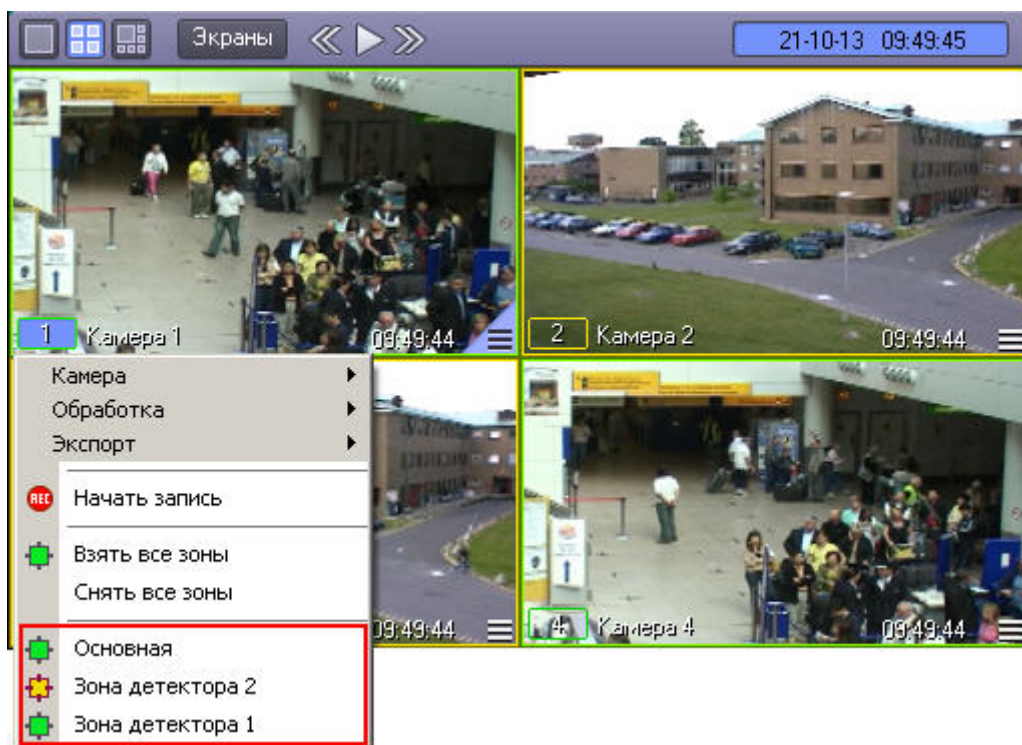 Экраны
21-10-13 09:49:45
1 Камера 1 09:49:44
2 Камера 2 09:49:44
Камера
Обработка
Экспорт
REC Начать запись
Взять все зоны
Снять все зоны
09:49:44
4 Камера 4 09:49:44
Основная
Зона детектора 2
Зона детектора 1